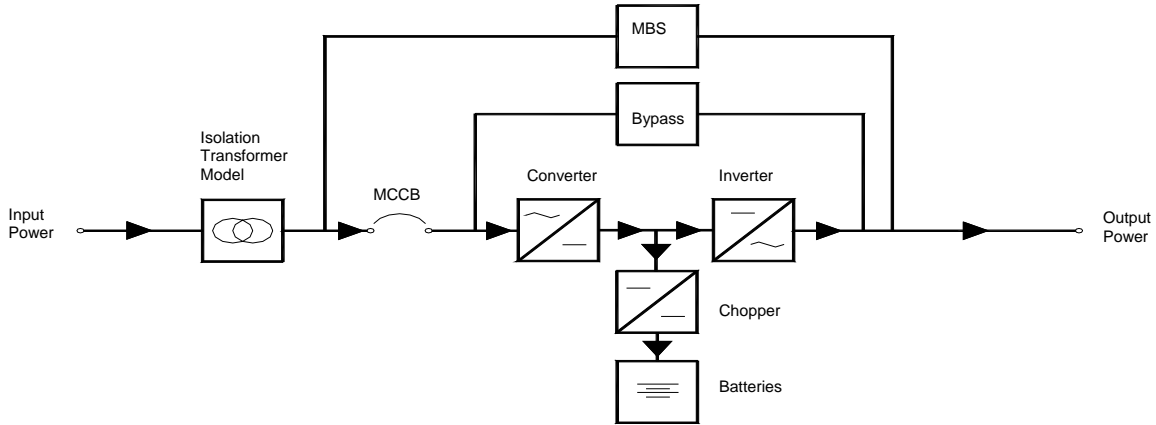 MBS
Bypass
Isolation
Transformer
Model
Converter
Inverter
MCCB
Input
Power
Output
Power
Chopper
Batteries